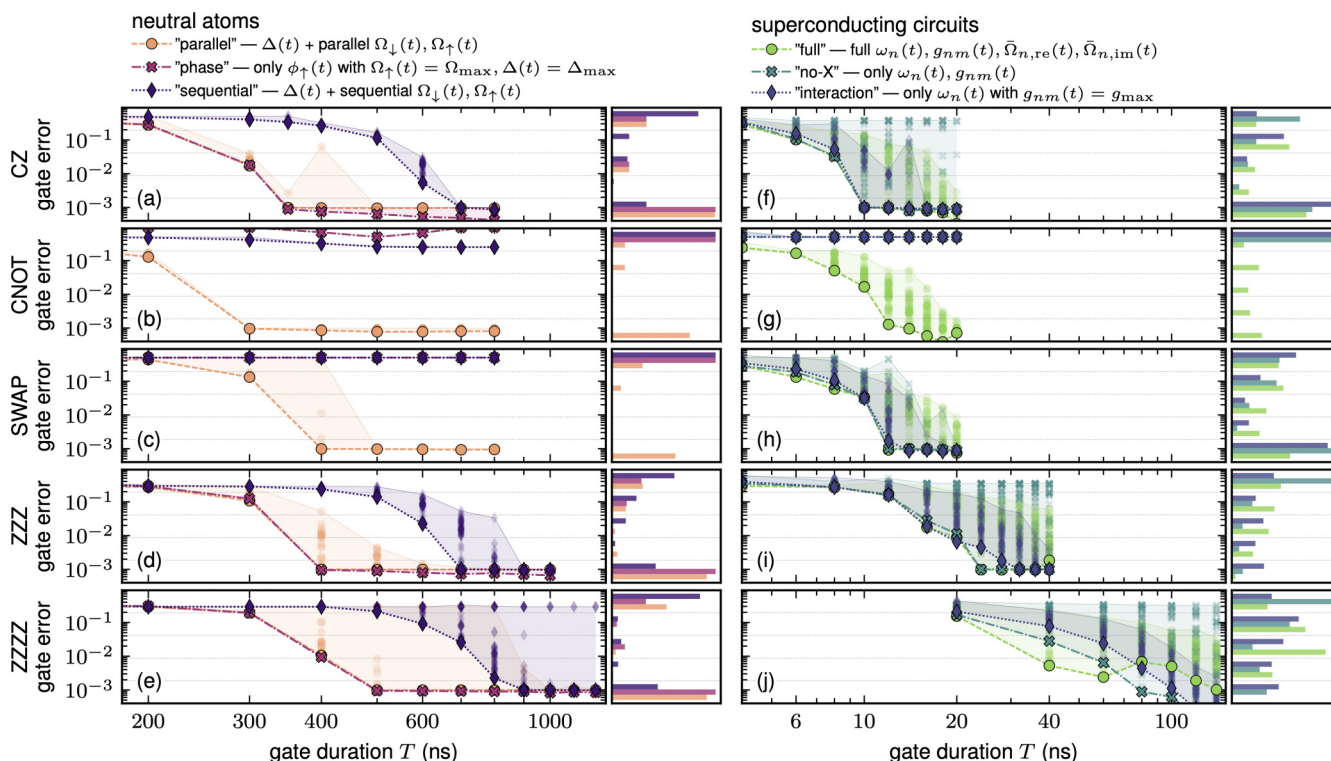 neutral atoms
"parallel" — Δ(t) + parallel Ω↓(t), Ω↑(t)
"phase" — only ϕ↑(t) with Ω↑(t) = Ωmax, Δ(t) = Δmax
"sequential" — Δ(t) + sequential Ω↓(t), Ω↑(t)
superconducting circuits
"full" — full ωn(t), gnm(t), Ω̄n,re(t), Ω̄n,im(t)
"no-X" — only ωn(t), gnm(t)
"interaction" — only ωn(t) with gnm(t) = gmax
CZ
gate error
10⁻¹
10⁻²
10⁻³
(a)
(f)
CNOT
gate error
10⁻¹
10⁻²
10⁻³
(b)
(g)
SWAP
gate error
10⁻¹
10⁻²
10⁻³
(c)
(h)
ZZZ
gate error
10⁻¹
10⁻²
10⁻³
(d)
(i)
ZZZZ
gate error
10⁻¹
10⁻²
10⁻³
(e)
(j)
200 300 400 600 1000
gate duration T (ns)
6 10 20 40 100
gate duration T (ns)